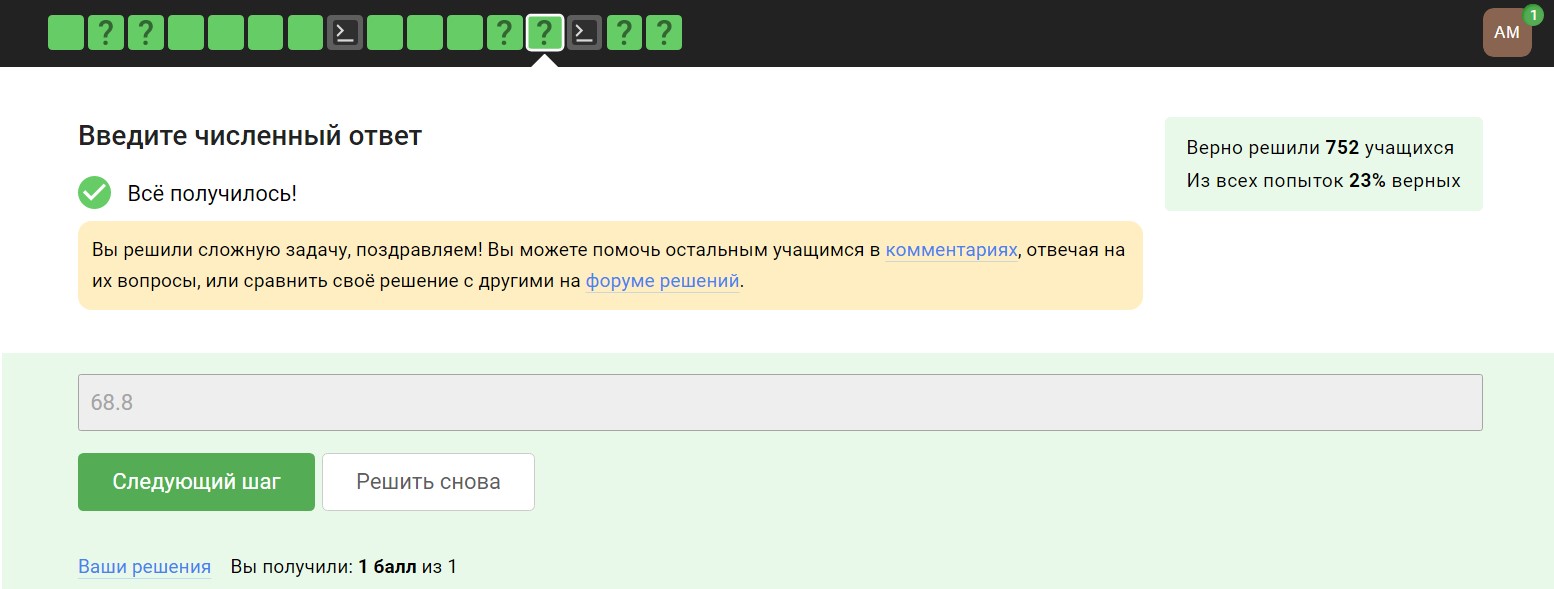 ? ? ? ? ? ?
AM
1
Введите численный ответ
Всё получилось!
Вы решили сложную задачу, поздравляем! Вы можете помочь остальным учащимся в комментариях, отвечая на
их вопросы, или сравнить своё решение с другими на форуме решений.
Верно решили 752 учащихся
Из всех попыток 23% верных
68.8
Следующий шаг
Решить снова
Ваши решения Вы получили: 1 балл из 1